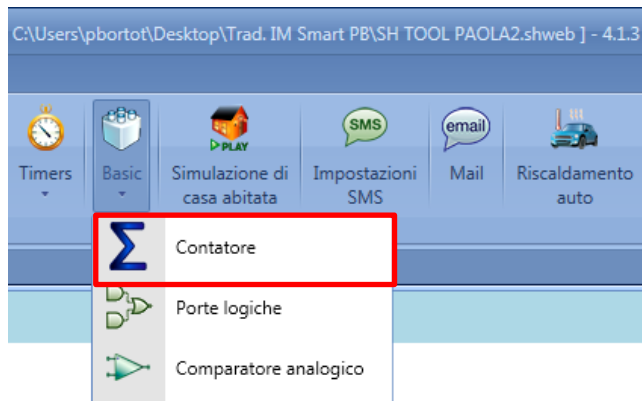 C:\Users\pbortot\Desktop\Trad. IM Smart PB\SH TOOL PAOLA2.shweb ] - 4.1.3
Timers
Basic
PLAY
Simulazione di
casa abitata
SMS
Impostazioni
SMS
email
Mail
Riscaldamento
auto
Contatore
Porte logiche
Comparatore analogico